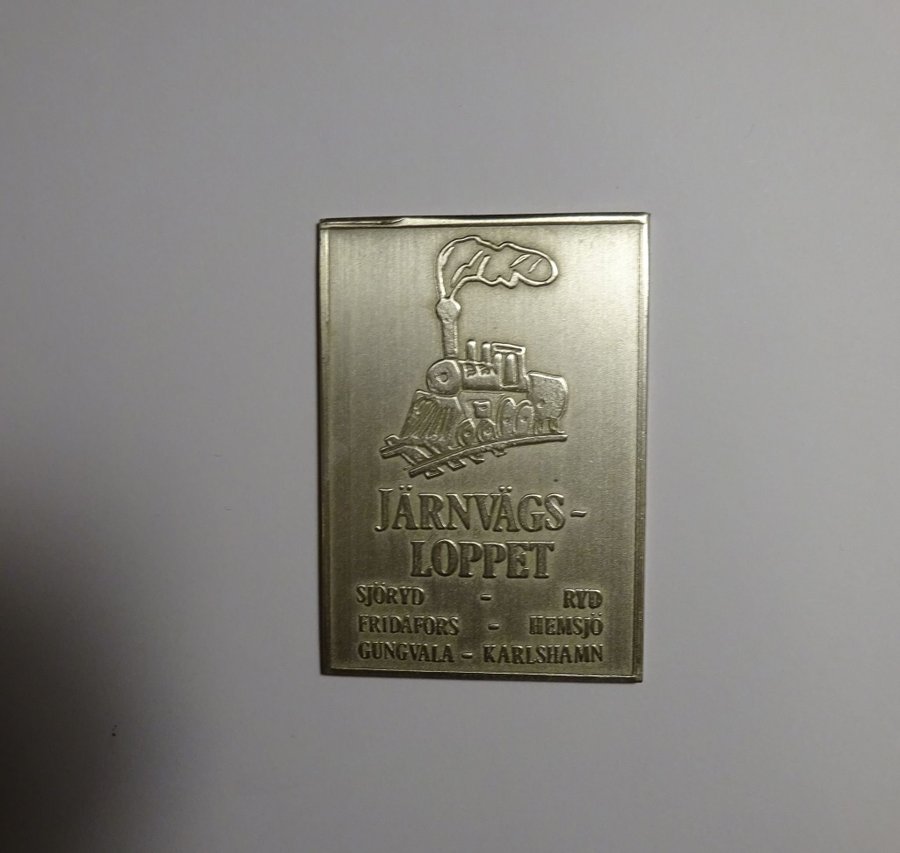 JÄRNVÄGS-
LOPPET
SJÖRYD - RYD
FRIDAFORS - HEMSJÖ
GUNGVALA - KARLSHAMN